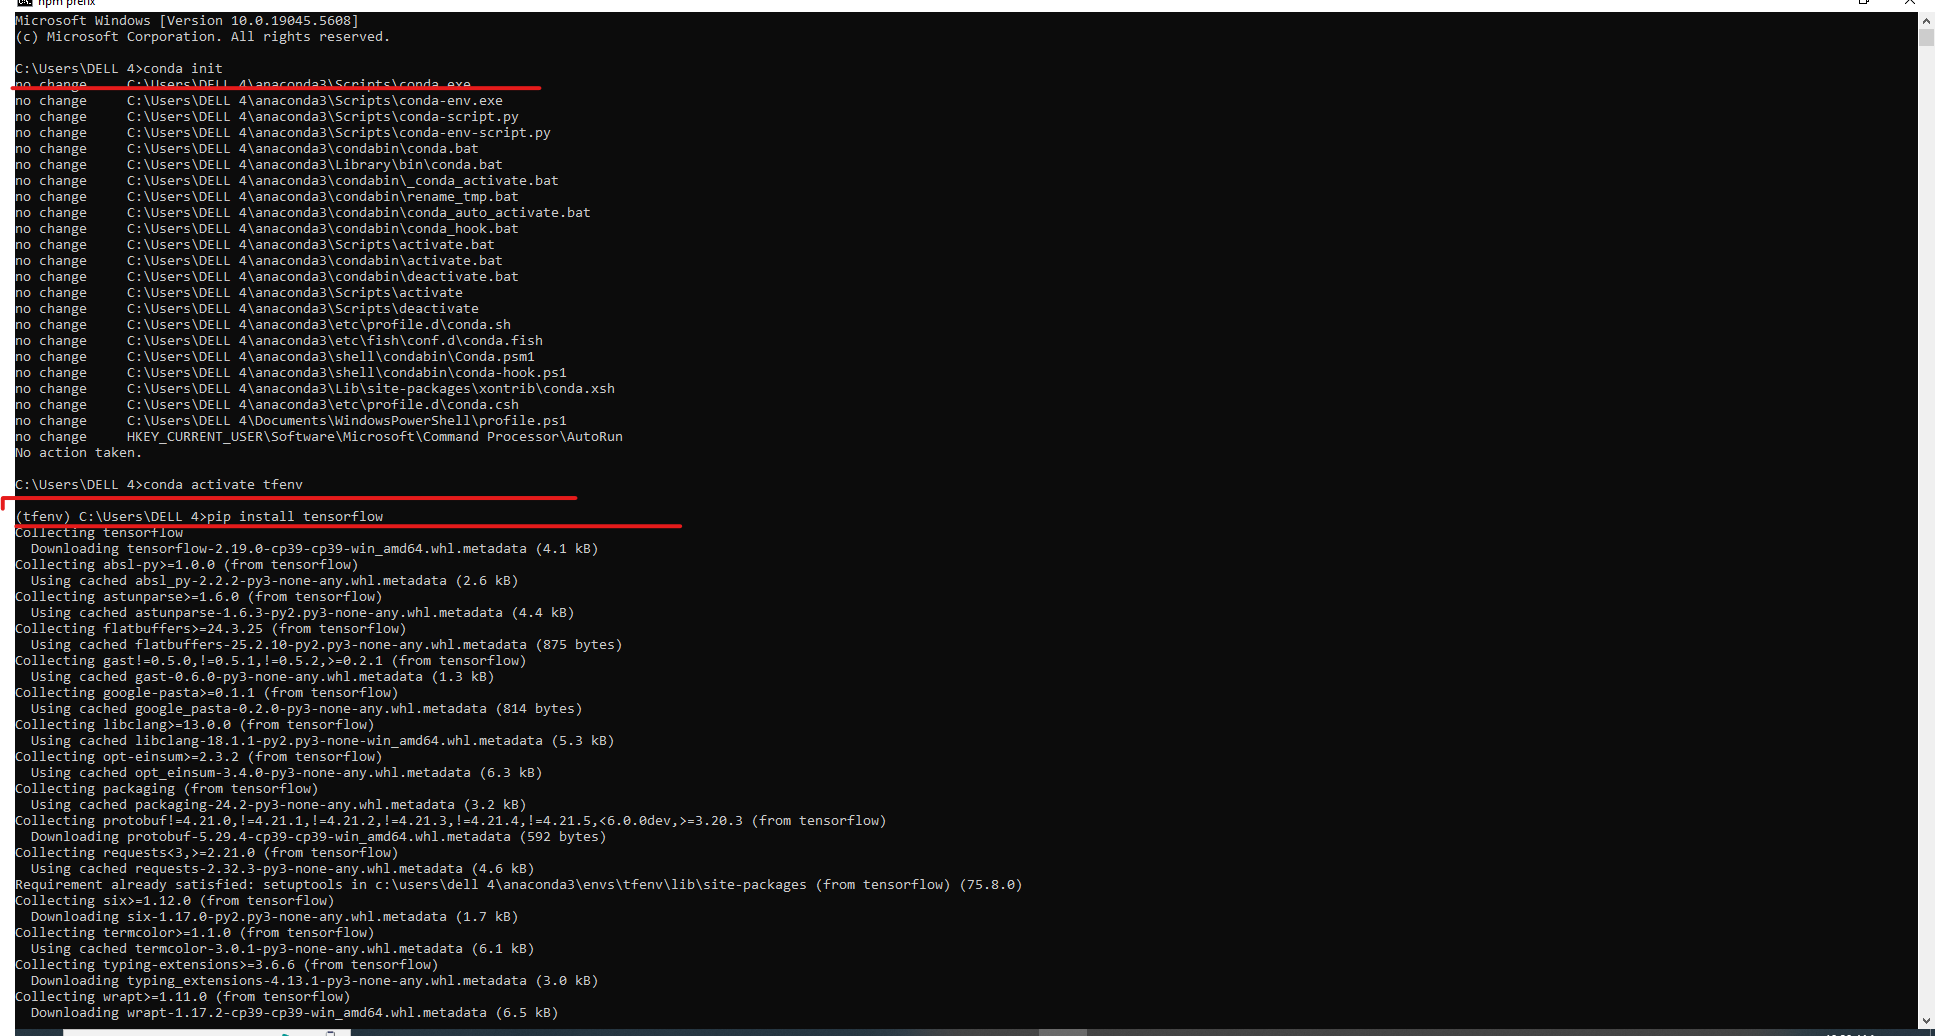 npm prefix
Microsoft Windows [Version 10.0.19045.5608]
(c) Microsoft Corporation. All rights reserved.
C:\Users\DELL 4>conda init
no change     C:\Users\DELL 4\anaconda3\Scripts\conda.exe
no change     C:\Users\DELL 4\anaconda3\Scripts\conda-env.exe
no change     C:\Users\DELL 4\anaconda3\Scripts\conda-script.py
no change     C:\Users\DELL 4\anaconda3\Scripts\conda-env-script.py
no change     C:\Users\DELL 4\anaconda3\condabin\conda.bat
no change     C:\Users\DELL 4\anaconda3\Library\bin\conda.bat
no change     C:\Users\DELL 4\anaconda3\condabin\_conda_activate.bat
no change     C:\Users\DELL 4\anaconda3\condabin\rename_tmp.bat
no change     C:\Users\DELL 4\anaconda3\condabin\conda_auto_activate.bat
no change     C:\Users\DELL 4\anaconda3\condabin\conda_hook.bat
no change     C:\Users\DELL 4\anaconda3\Scripts\activate.bat
no change     C:\Users\DELL 4\anaconda3\condabin\activate.bat
no change     C:\Users\DELL 4\anaconda3\condabin\deactivate.bat
no change     C:\Users\DELL 4\anaconda3\Scripts\activate
no change     C:\Users\DELL 4\anaconda3\Scripts\deactivate
no change     C:\Users\DELL 4\anaconda3\etc\profile.d\conda.sh
no change     C:\Users\DELL 4\anaconda3\etc\fish\conf.d\conda.fish
no change     C:\Users\DELL 4\anaconda3\shell\condabin\Conda.psm1
no change     C:\Users\DELL 4\anaconda3\shell\condabin\conda-hook.ps1
no change     C:\Users\DELL 4\anaconda3\Lib\site-packages\xontrib\conda.xsh
no change     C:\Users\DELL 4\anaconda3\etc\profile.d\conda.csh
no change     C:\Users\DELL 4\Documents\WindowsPowerShell\profile.ps1
no change     HKEY_CURRENT_USER\Software\Microsoft\Command Processor\AutoRun
No action taken.
C:\Users\DELL 4>conda activate tfenv
(tfenv) C:\Users\DELL 4>pip install tensorflow
Collecting tensorflow
  Downloading tensorflow-2.19.0-cp39-cp39-win_amd64.whl.metadata (4.1 kB)
Collecting absl-py>=1.0.0 (from tensorflow)
  Using cached absl_py-2.2.2-py3-none-any.whl.metadata (2.6 kB)
Collecting astunparse>=1.6.0 (from tensorflow)
  Using cached astunparse-1.6.3-py2.py3-none-any.whl.metadata (4.4 kB)
Collecting flatbuffers>=24.3.25 (from tensorflow)
  Using cached flatbuffers-25.2.10-py2.py3-none-any.whl.metadata (875 bytes)
Collecting gast!=0.5.0,!=0.5.1,!=0.5.2,>=0.2.1 (from tensorflow)
  Using cached gast-0.6.0-py3-none-any.whl.metadata (1.3 kB)
Collecting google-pasta>=0.1.1 (from tensorflow)
  Using cached google_pasta-0.2.0-py3-none-any.whl.metadata (814 bytes)
Collecting libclang>=13.0.0 (from tensorflow)
  Using cached libclang-18.1.1-py2.py3-none-win_amd64.whl.metadata (5.3 kB)
Collecting opt-einsum>=2.3.2 (from tensorflow)
  Using cached opt_einsum-3.4.0-py3-none-any.whl.metadata (6.3 kB)
Collecting packaging (from tensorflow)
  Using cached packaging-24.2-py3-none-any.whl.metadata (3.2 kB)
Collecting protobuf!=4.21.0,!=4.21.1,!=4.21.2,!=4.21.3,!=4.21.4,!=4.21.5,<6.0.0dev,>=3.20.3 (from tensorflow)
  Downloading protobuf-5.29.4-cp39-cp39-win_amd64.whl.metadata (592 bytes)
Collecting requests<3,>=2.21.0 (from tensorflow)
  Using cached requests-2.32.3-py3-none-any.whl.metadata (4.6 kB)
Requirement already satisfied: setuptools in c:\users\dell 4\anaconda3\envs\tfenv\lib\site-packages (from tensorflow) (75.8.0)
Collecting six>=1.12.0 (from tensorflow)
  Downloading six-1.17.0-py2.py3-none-any.whl.metadata (1.7 kB)
Collecting termcolor>=1.1.0 (from tensorflow)
  Using cached termcolor-3.0.1-py3-none-any.whl.metadata (6.1 kB)
Collecting typing-extensions>=3.6.6 (from tensorflow)
  Downloading typing_extensions-4.13.1-py3-none-any.whl.metadata (3.0 kB)
Collecting wrapt>=1.11.0 (from tensorflow)
  Downloading wrapt-1.17.2-cp39-cp39-win_amd64.whl.metadata (6.5 kB)